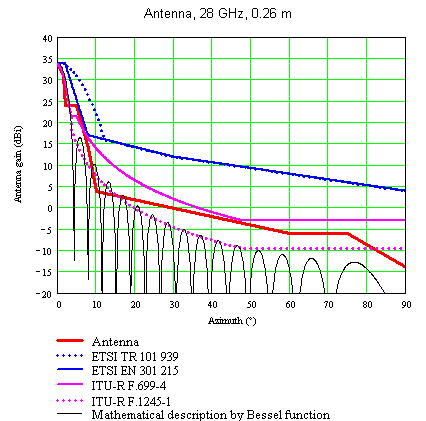 Antenna, 28 GHz, 0.26 m
Antenna gain (dBi)
40
35
30
25
20
15
10
5
0
−5
−10
−15
−20
0 10 20 30 40 50 60 70 80 90
Azimuth (°)
Antenna
ETSI TR 101 939
ETSI EN 301 215
ITU-R F.699-4
ITU-R F.1245-1
Mathematical description by Bessel function